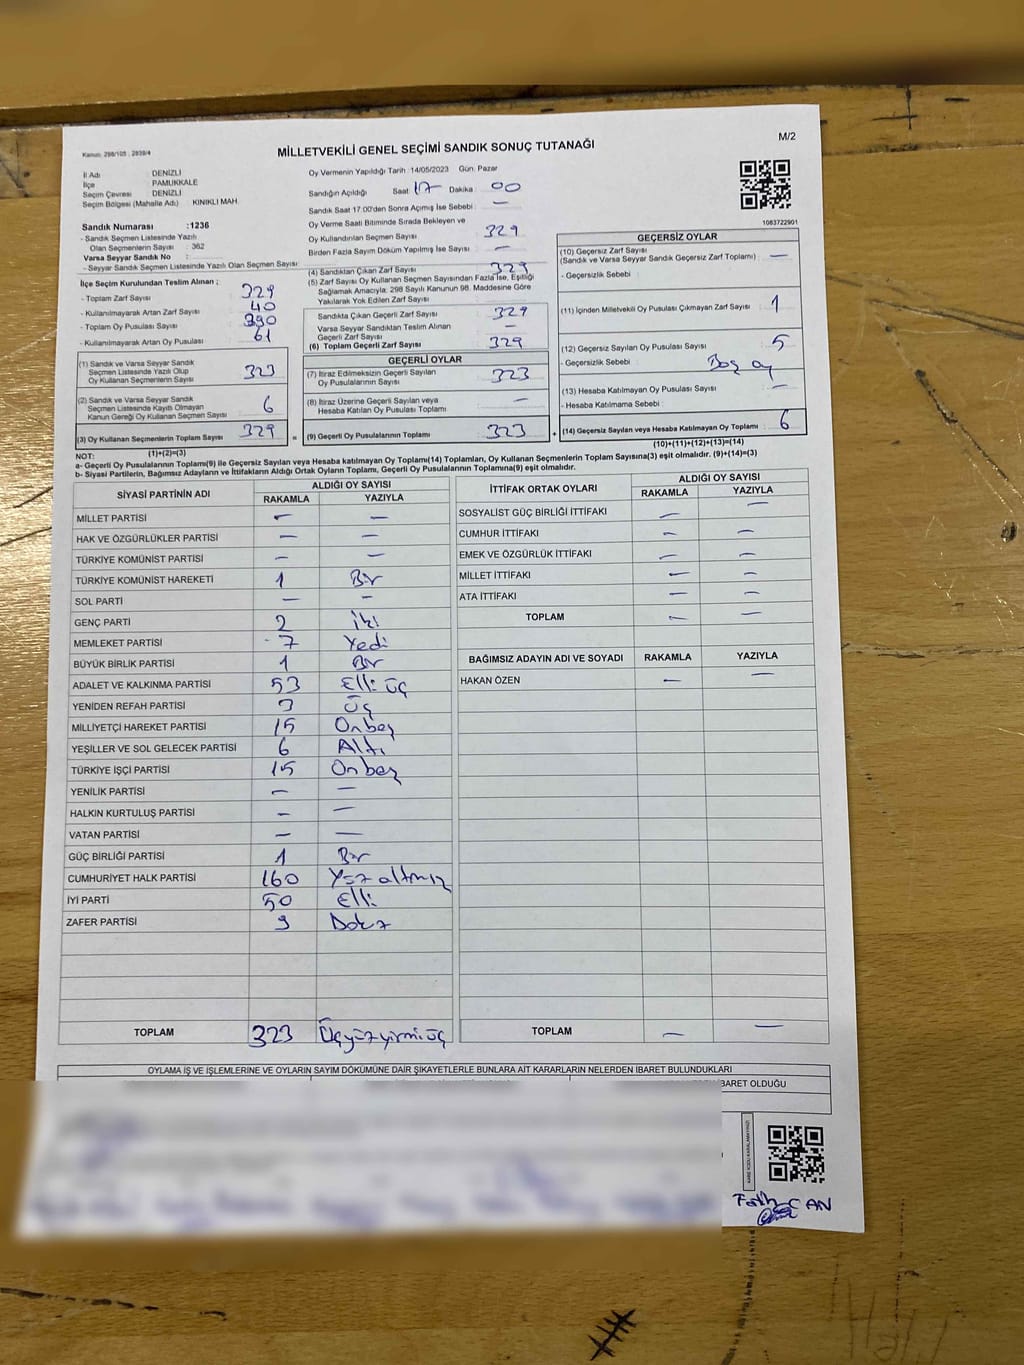 M/2
Kanun: 298/105 , 2839/4
MİLLETVEKİLİ GENEL SEÇİMİ SANDIK SONUÇ TUTANAĞI
İl Adı : DENİZLİ
İlçe : PAMUKKALE
Seçim Çevresi : DENİZLİ
Seçim Bölgesi (Mahalle Adı) : KINIKLI MAH.
Sandık Numarası :1236
- Sandık Seçmen Listesinde Yazılı
Olan Seçmenlerin Sayısı : 362
Varsa Seyyar Sandık No :
- Seyyar Sandık Seçmen Listesinde Yazılı Olan Seçmen Sayısı:
İlçe Seçim Kurulundan Teslim Alınan ;
- Toplam Zarf Sayısı 329
- Kullanılmayarak Artan Zarf Sayısı 40
- Toplam Oy Pusulası Sayısı 390
- Kullanılmayarak Artan Oy Pusulası 61
(1) Sandık ve Varsa Seyyar Sandık
Seçmen Listesinde Yazılı Olup
Oy Kullanan Seçmenlerin Sayısı 323
(2) Sandık ve Varsa Seyyar Sandık
Seçmen Listesinde Kayıtlı Olmayan
Kanun Gereği Oy Kullanan Seçmen Sayısı 6
(3) Oy Kullanan Seçmenlerin Toplam Sayısı 329
(1)+(2)=(3)
Oy Vermenin Yapıldığı Tarih :14/05/2023 Gün: Pazar
Sandığın Açıldığı Saat: 17 Dakika : 00
Sandık Saat 17:00'den Sonra Açılmış İse Sebebi : —
Oy Verme Saati Bitiminde Sırada Bekleyen ve
Oy Kullandırılan Seçmen Sayısı : 329
Birden Fazla Sayım Döküm Yapılmış İse Sayısı : —
(4) Sandıktan Çıkan Zarf Sayısı : 329
(5) Zarf Sayısı Oy Kullanan Seçmen Sayısından Fazla İse, Eşitliği
Sağlamak Amacıyla; 298 Sayılı Kanunun 98. Maddesine Göre
Yakılarak Yok Edilen Zarf Sayısı : —
Sandıkta Çıkan Geçerli Zarf Sayısı : 329
Varsa Seyyar Sandıktan Teslim Alınan
Geçerli Zarf Sayısı : —
(6) Toplam Geçerli Zarf Sayısı : 329
GEÇERLİ OYLAR
(7) İtiraz Edilmeksizin Geçerli Sayılan
Oy Pusulalarının Sayısı : 323
(8) İtiraz Üzerine Geçerli Sayılan veya
Hesaba Katılan Oy Pusulası Toplamı : —
= (9) Geçerli Oy Pusulalarının Toplamı : 323
1083722901
GEÇERSİZ OYLAR
(10) Geçersiz Zarf Sayısı
(Sandık ve Varsa Seyyar Sandık Geçersiz Zarf Toplamı) : —
- Geçersizlik Sebebi :
(11) İçinden Milletvekili Oy Pusulası Çıkmayan Zarf Sayısı : 1
(12) Geçersiz Sayılan Oy Pusulası Sayısı : 5
- Geçersizlik Sebebi : Boş oy
(13) Hesaba Katılmayan Oy Pusulası Sayısı : —
- Hesaba Katılmama Sebebi :
+ (14) Geçersiz Sayılan veya Hesaba Katılmayan Oy Toplamı : 6
(10)+(11)+(12)+(13)=(14)
NOT:
a- Geçerli Oy Pusulalarının Toplamı(9) ile Geçersiz Sayılan veya Hesaba katılmayan Oy Toplamı(14) Toplamları, Oy Kullanan Seçmenlerin Toplam Sayısına(3) eşit olmalıdır. (9)+(14)=(3)
b- Siyasi Partilerin, Bağımsız Adayların ve İttifakların Aldığı Ortak Oyların Toplamı, Geçerli Oy Pusulalarının Toplamına(9) eşit olmalıdır.
SİYASİ PARTİNİN ADI ALDIĞI OY SAYISI
RAKAMLA YAZIYLA
MİLLET PARTİSİ — —
HAK VE ÖZGÜRLÜKLER PARTİSİ — —
TÜRKİYE KOMÜNİST PARTİSİ — —
TÜRKİYE KOMÜNİST HAREKETİ 1 Bir
SOL PARTİ — —
GENÇ PARTİ 2 İki
MEMLEKET PARTİSİ 7 Yedi
BÜYÜK BİRLİK PARTİSİ 1 Bir
ADALET VE KALKINMA PARTİSİ 53 Elli üç
YENİDEN REFAH PARTİSİ 3 Üç
MİLLİYETÇİ HAREKET PARTİSİ 15 Onbeş
YEŞİLLER VE SOL GELECEK PARTİSİ 6 Altı
TÜRKİYE İŞÇİ PARTİSİ 15 Onbeş
YENİLİK PARTİSİ — —
HALKIN KURTULUŞ PARTİSİ — —
VATAN PARTİSİ — —
GÜÇ BİRLİĞİ PARTİSİ 1 Bir
CUMHURİYET HALK PARTİSİ 160 Yüz altmış
İYİ PARTİ 50 Elli
ZAFER PARTİSİ 9 Dokuz
TOPLAM 323 Üçyüzyirmiüç
İTTİFAK ORTAK OYLARI ALDIĞI OY SAYISI
RAKAMLA YAZIYLA
SOSYALİST GÜÇ BİRLİĞİ İTTİFAKI — —
CUMHUR İTTİFAKI — —
EMEK VE ÖZGÜRLÜK İTTİFAKI — —
MİLLET İTTİFAKI — —
ATA İTTİFAKI — —
TOPLAM — —
BAĞIMSIZ ADAYIN ADI VE SOYADI RAKAMLA YAZIYLA
HAKAN ÖZEN — —
TOPLAM — —
OYLAMA İŞ VE İŞLEMLERİNE VE OYLARIN SAYIM DÖKÜMÜNE DAİR ŞİKAYETLERLE BUNLARA AİT KARARLARIN NELERDEN İBARET BULUNDUKLARI
İBARET OLDUĞU
Fatih CAN